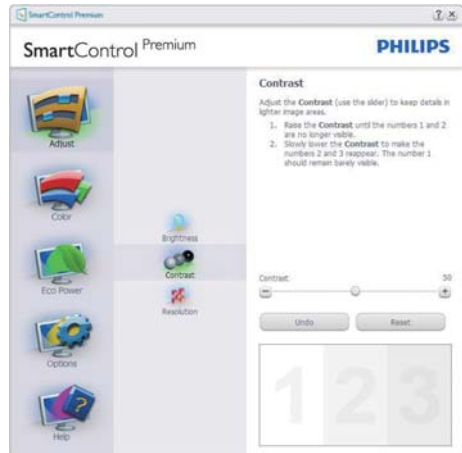 SmartControl Premium
SmartControl Premium
PHILIPS
Adjust
Color
Eco Power
Options
Help
Brightness
Contrast
Resolution
Contrast
Adjust the Contrast (use the slider) to keep details in
lighter image areas.
1. Raise the Contrast until the numbers 1 and 2
are no longer visible.
2. Slowly lower the Contrast to make the
numbers 2 and 3 reappear. The number 1
should remain barely visible.
Contrast: 50
Undo Reset
1 2 3